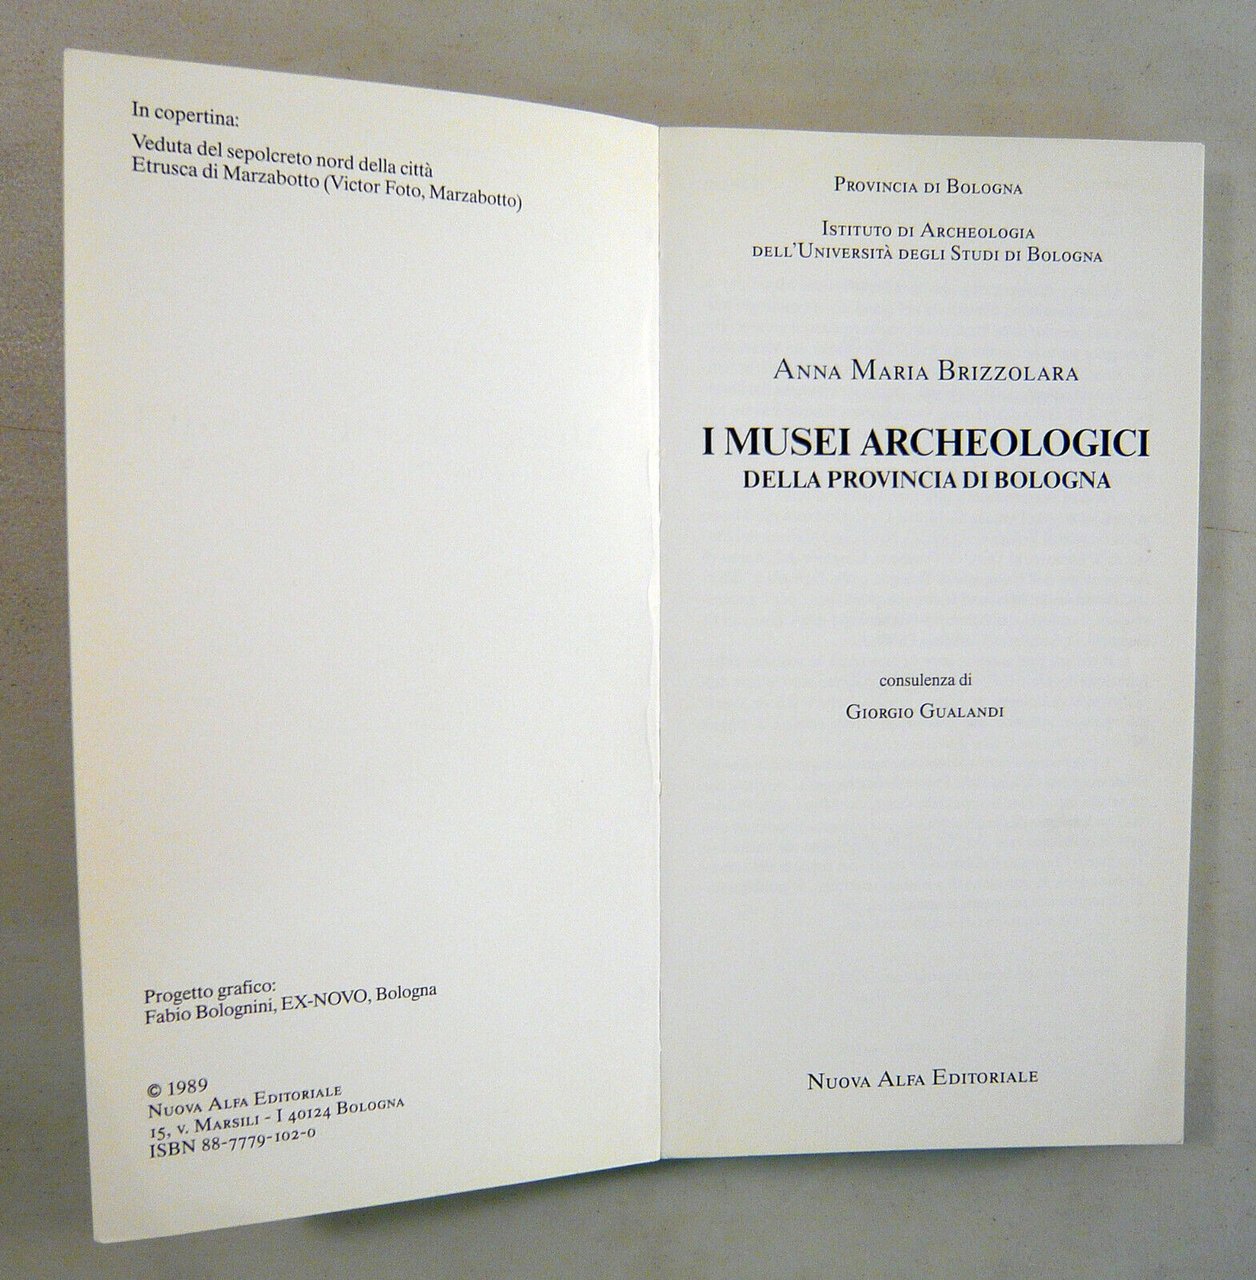 In copertina:
Veduta del sepolcreto nord della città
Etrusca di Marzabotto (Victor Foto, Marzabotto)
Progetto grafico:
Fabio Bolognini, EX-NOVO, Bologna
© 1989
Nuova Alfa Editoriale
15, v. Marsili - I 40124 Bologna
ISBN 88-7779-102-0
Provincia di Bologna
Istituto di Archeologia
dell'Università degli Studi di Bologna
Anna Maria Brizzolara
I MUSEI ARCHEOLOGICI
DELLA PROVINCIA DI BOLOGNA
consulenza di
Giorgio Gualandi
Nuova Alfa Editoriale